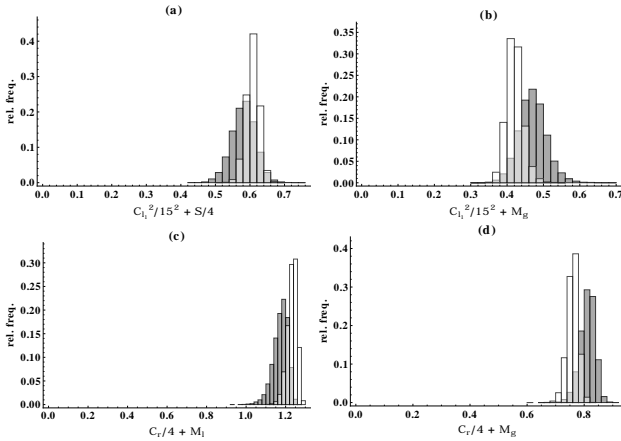 (a)
rel. freq.
0.4
0.3
0.2
0.1
0.0
0.0 0.1 0.2 0.3 0.4 0.5 0.6 0.7
C_{l_1}^2/15^2 + S/4
(b)
rel. freq.
0.35
0.30
0.25
0.20
0.15
0.10
0.05
0.00
0.0 0.1 0.2 0.3 0.4 0.5 0.6 0.7
C_{l_1}^2/15^2 + M_g
(c)
rel. freq.
0.30
0.25
0.20
0.15
0.10
0.05
0.00
0.0 0.2 0.4 0.6 0.8 1.0 1.2
C_r/4 + M_l
(d)
rel. freq.
0.4
0.3
0.2
0.1
0.0
0.0 0.2 0.4 0.6 0.8
C_r/4 + M_g